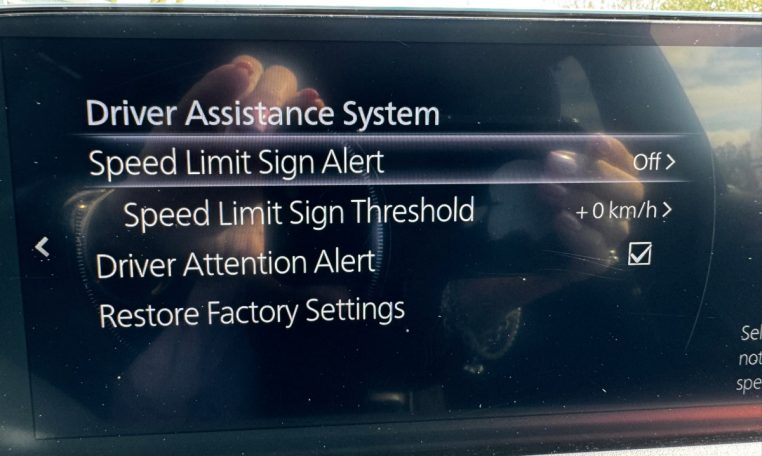 Driver Assistance System
Speed Limit Sign Alert Off >
Speed Limit Sign Threshold + 0 km/h >
<
Driver Attention Alert ☑
Restore Factory Settings